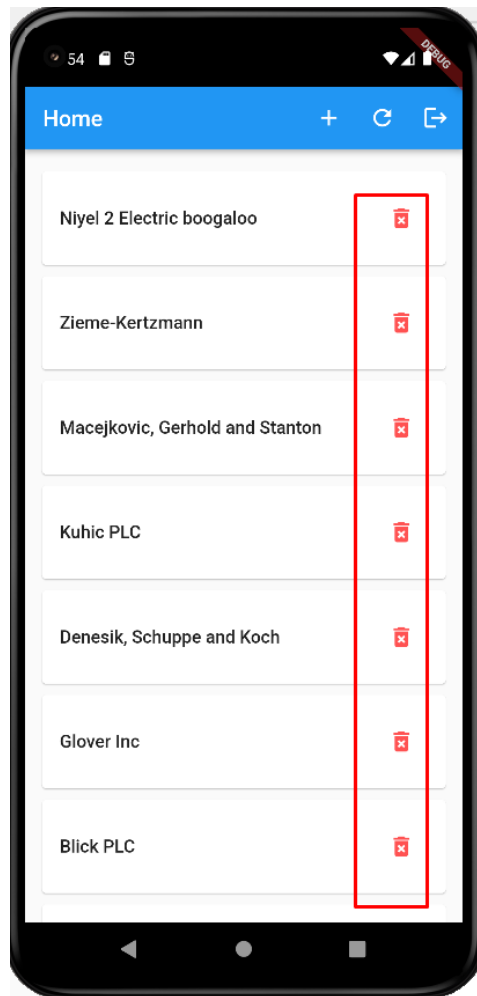 54
DEBUG
Home
Niyel 2 Electric boogaloo
Zieme-Kertzmann
Macejkovic, Gerhold and Stanton
Kuhic PLC
Denesik, Schuppe and Koch
Glover Inc
Blick PLC